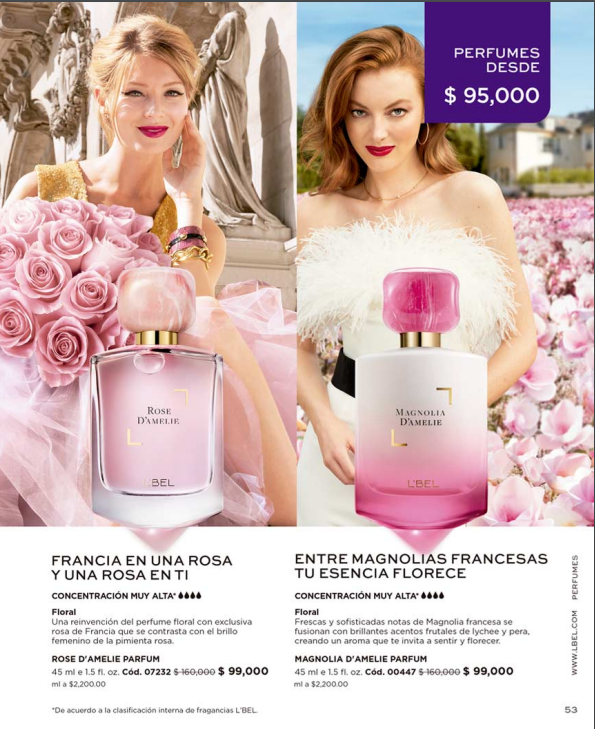 PERFUMES
DESDE
$ 95,000
ROSE
D'AMELIE
L'BEL
MAGNOLIA
D'AMELIE
L'BEL
FRANCIA EN UNA ROSA
Y UNA ROSA EN TI
CONCENTRACIÓN MUY ALTA*
Floral
Una reinvención del perfume floral con exclusiva
rosa de Francia que se contrasta con el brillo
femenino de la pimienta rosa.
ROSE D'AMELIE PARFUM
45 ml e 1.5 fl. oz. Cód. 07232 $ 160,000 $ 99,000
ml a $2,200.00
ENTRE MAGNOLIAS FRANCESAS
TU ESENCIA FLORECE
CONCENTRACIÓN MUY ALTA*
Floral
Frescas y sofisticadas notas de Magnolia francesa se
fusionan con brillantes acentos frutales de lychee y pera,
creando un aroma que te invita a sentir y florecer.
MAGNOLIA D'AMELIE PARFUM
45 ml e 1.5 fl. oz. Cód. 00447 $ 160,000 $ 99,000
ml a $2,200.00
WWW.LBEL.COM PERFUMES
*De acuerdo a la clasificación interna de fragancias L'BEL.
53